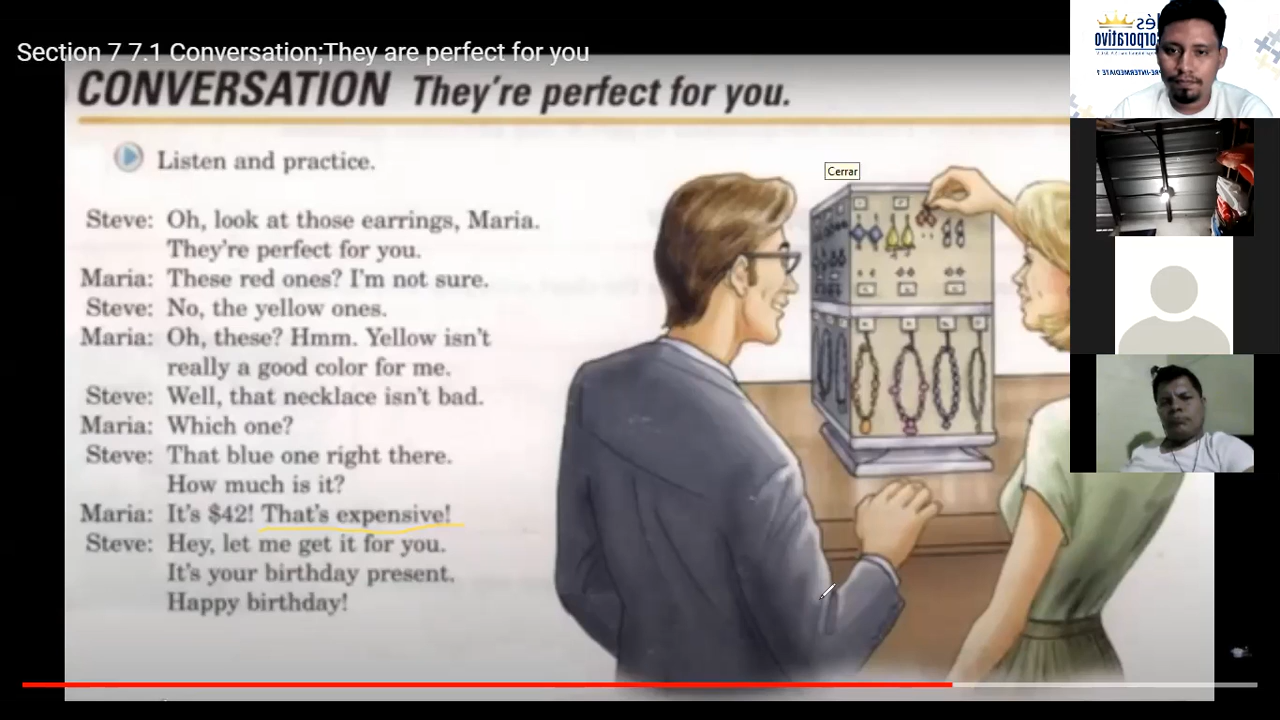 Section 7 7.1 Conversation;They are perfect for you
CONVERSATION They're perfect for you.
Listen and practice.
Cerrar
Steve: Oh, look at those earrings, Maria.
They're perfect for you.
Maria: These red ones? I'm not sure.
Steve: No, the yellow ones.
Maria: Oh, these? Hmm. Yellow isn't
really a good color for me.
Steve: Well, that necklace isn't bad.
Maria: Which one?
Steve: That blue one right there.
How much is it?
Maria: It's $42! That's expensive!
Steve: Hey, let me get it for you.
It's your birthday present.
Happy birthday!
PRE-INTERMEDIATE 1